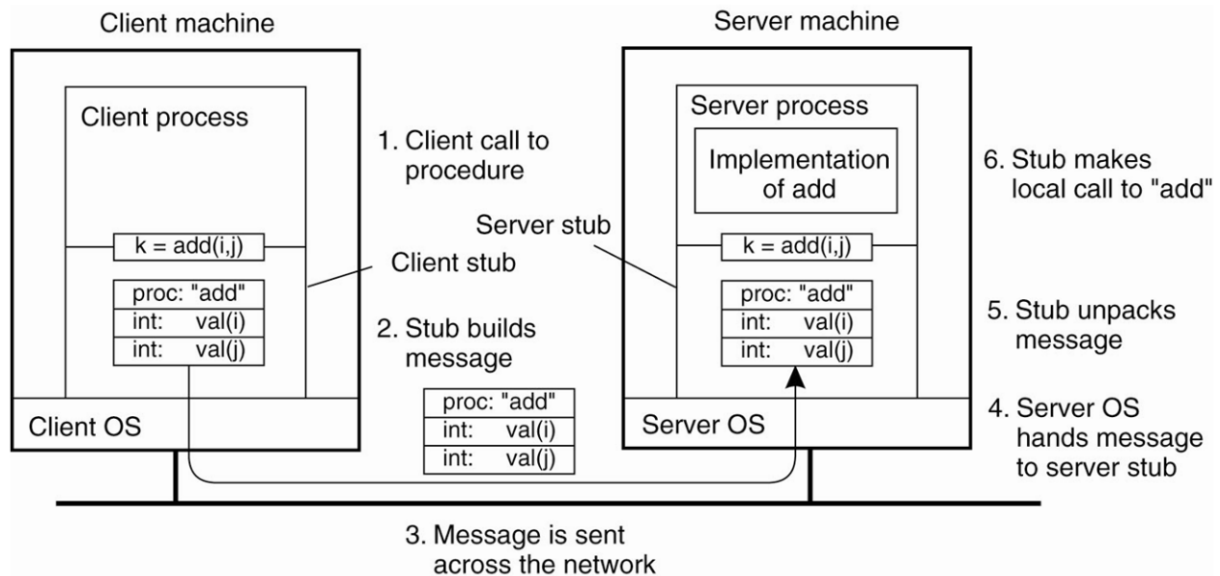 Client machine
Server machine
Client process
1. Client call to
procedure
k = add(i,j)
Client stub
proc: "add"
int: val(i)
int: val(j)
2. Stub builds
message
Client OS
proc: "add"
int: val(i)
int: val(j)
3. Message is sent
across the network
Server process
Implementation
of add
Server stub
k = add(i,j)
proc: "add"
int: val(i)
int: val(j)
Server OS
6. Stub makes
local call to "add"
5. Stub unpacks
message
4. Server OS
hands message
to server stub